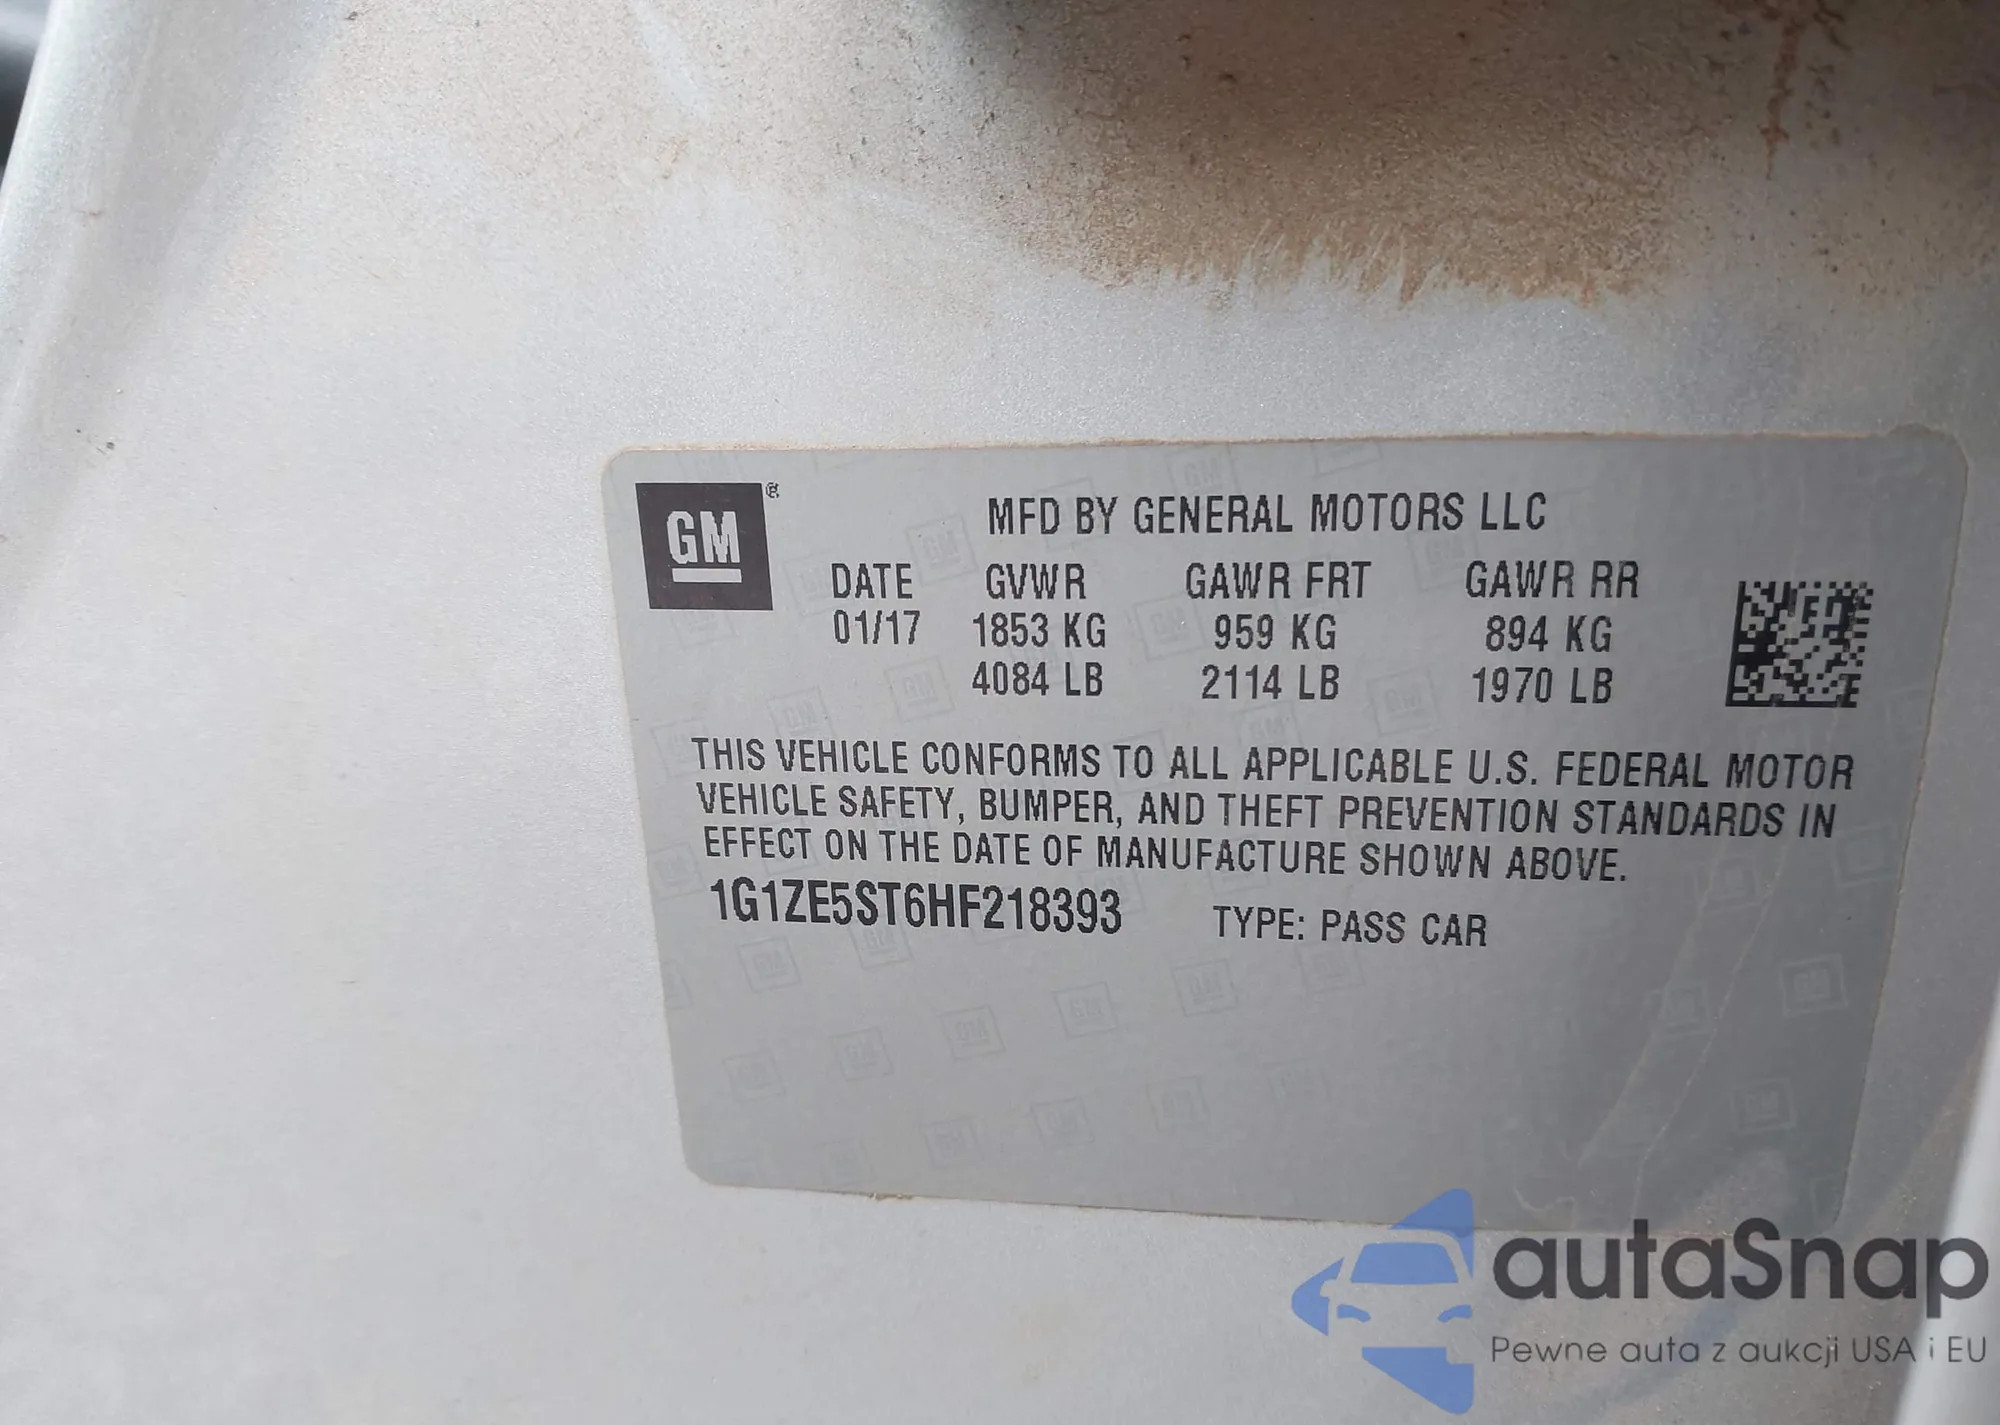 GM ®
MFD BY GENERAL MOTORS LLC
DATE GVWR GAWR FRT GAWR RR
01/17 1853 KG 959 KG 894 KG
4084 LB 2114 LB 1970 LB
THIS VEHICLE CONFORMS TO ALL APPLICABLE U.S. FEDERAL MOTOR
VEHICLE SAFETY, BUMPER, AND THEFT PREVENTION STANDARDS IN
EFFECT ON THE DATE OF MANUFACTURE SHOWN ABOVE.
1G1ZE5ST6HF218393 TYPE: PASS CAR
autaSnap
Pewne auta z aukcji USA i EU